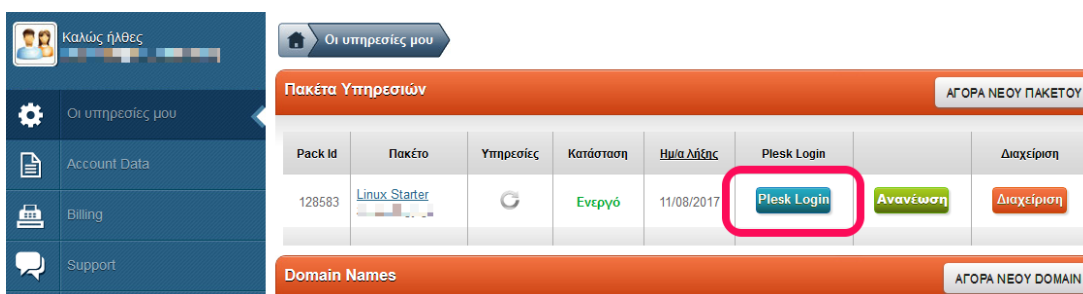 Καλώς ήλθες
Οι υπηρεσίες μου
Πακέτα Υπηρεσιών
ΑΓΟΡΑ ΝΕΟΥ ΠΑΚΕΤΟΥ
Οι υπηρεσίες μου
Pack Id Πακέτο Υπηρεσίες Κατάσταση Ημ/α Λήξης Plesk Login Διαχείριση
Account Data
128583 Linux Starter Ενεργό 11/08/2017 Plesk Login Ανανέωση Διαχείριση
Billing
Support
Domain Names
ΑΓΟΡΑ ΝΕΟΥ DOMAIN